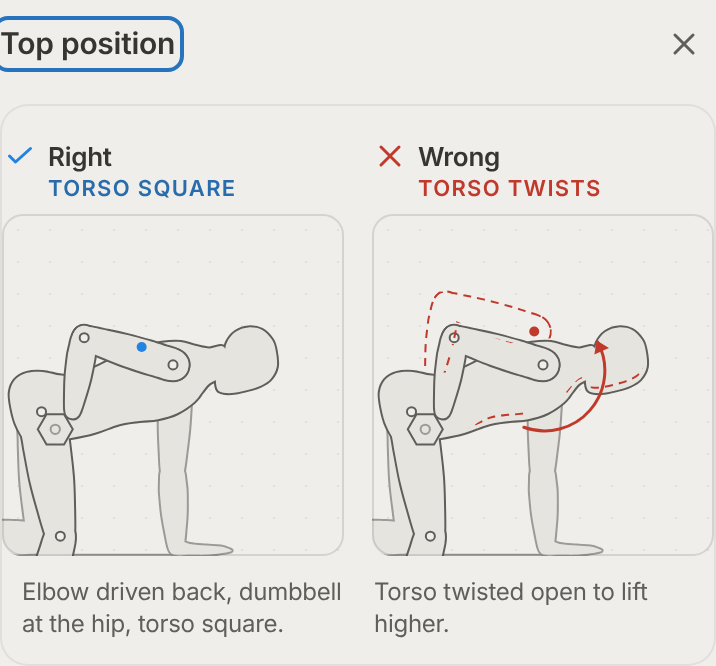 Top position
Right
TORSO SQUARE
Elbow driven back, dumbbell
at the hip, torso square.
Wrong
TORSO TWISTS
Torso twisted open to lift
higher.